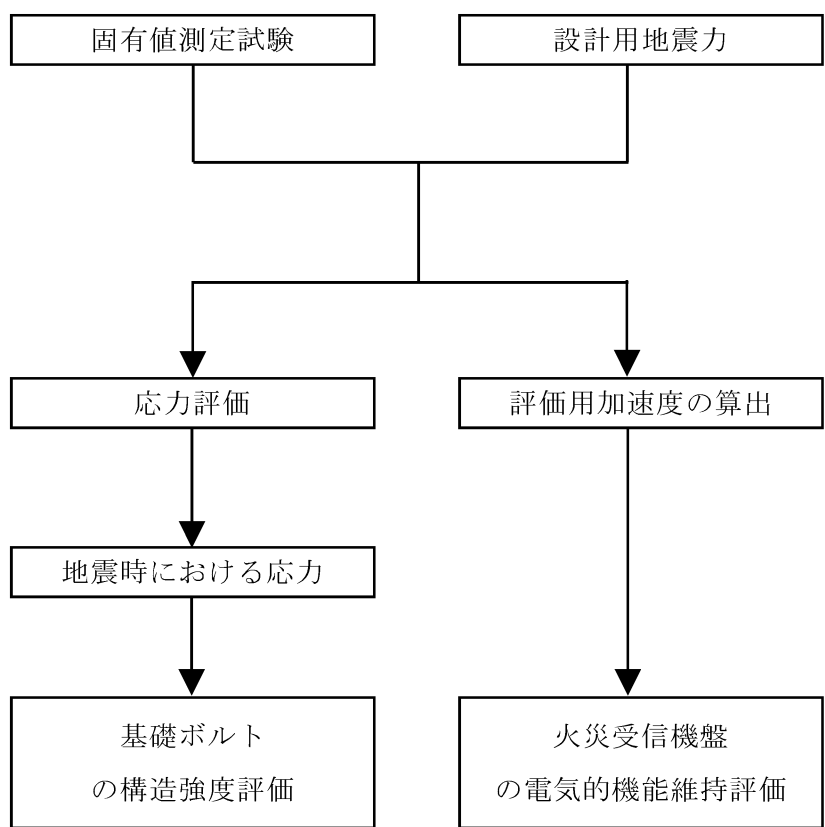 固有値測定試験
設計用地震力
応力評価
評価用加速度の算出
地震時における応力
基礎ボルト
の構造強度評価
火災受信機盤
の電気的機能維持評価